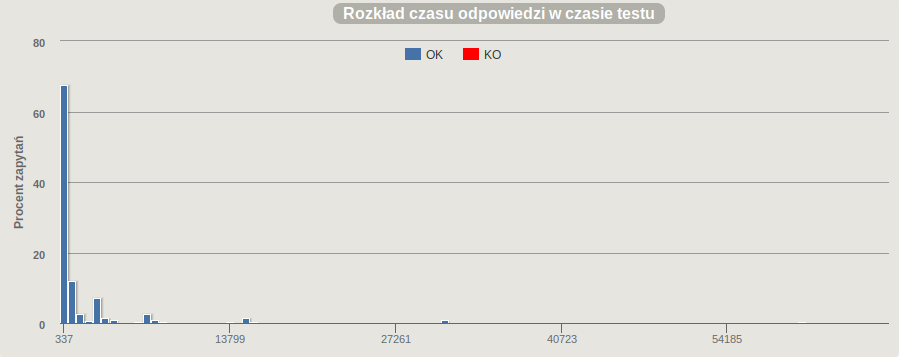 Rozkład czasu odpowiedzi w czasie testu
OK KO
Procent zapytań
80
60
40
20
0
337 13799 27261 40723 54185